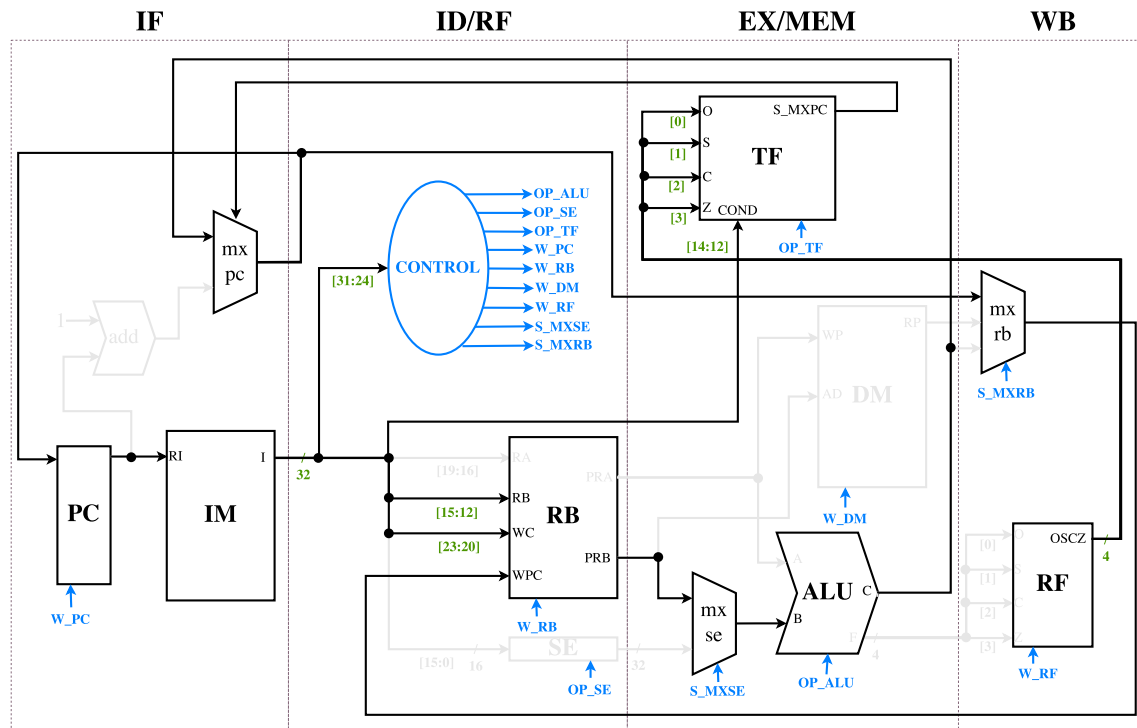 IF
ID/RF
EX/MEM
WB
mx
pc
1
add
PC
W_PC
RI
IM
I
32
[31:24]
CONTROL
OP_ALU
OP_SE
OP_TF
W_PC
W_RB
W_DM
W_RF
S_MXSE
S_MXRB
[19:16]
RA
[15:12]
RB
[23:20]
WC
WPC
RB
PRA
PRB
W_RB
[15:0]
16
SE
32
OP_SE
[0]
O
[1]
S
[2]
C
[3]
Z
COND
S_MXPC
TF
[14:12]
OP_TF
WP
AD
RP
DM
W_DM
mx
se
S_MXSE
A
B
ALU
C
F
4
OP_ALU
mx
rb
S_MXRB
[0]
O
[1]
S
[2]
C
[3]
Z
OSCZ
RF
4
W_RF